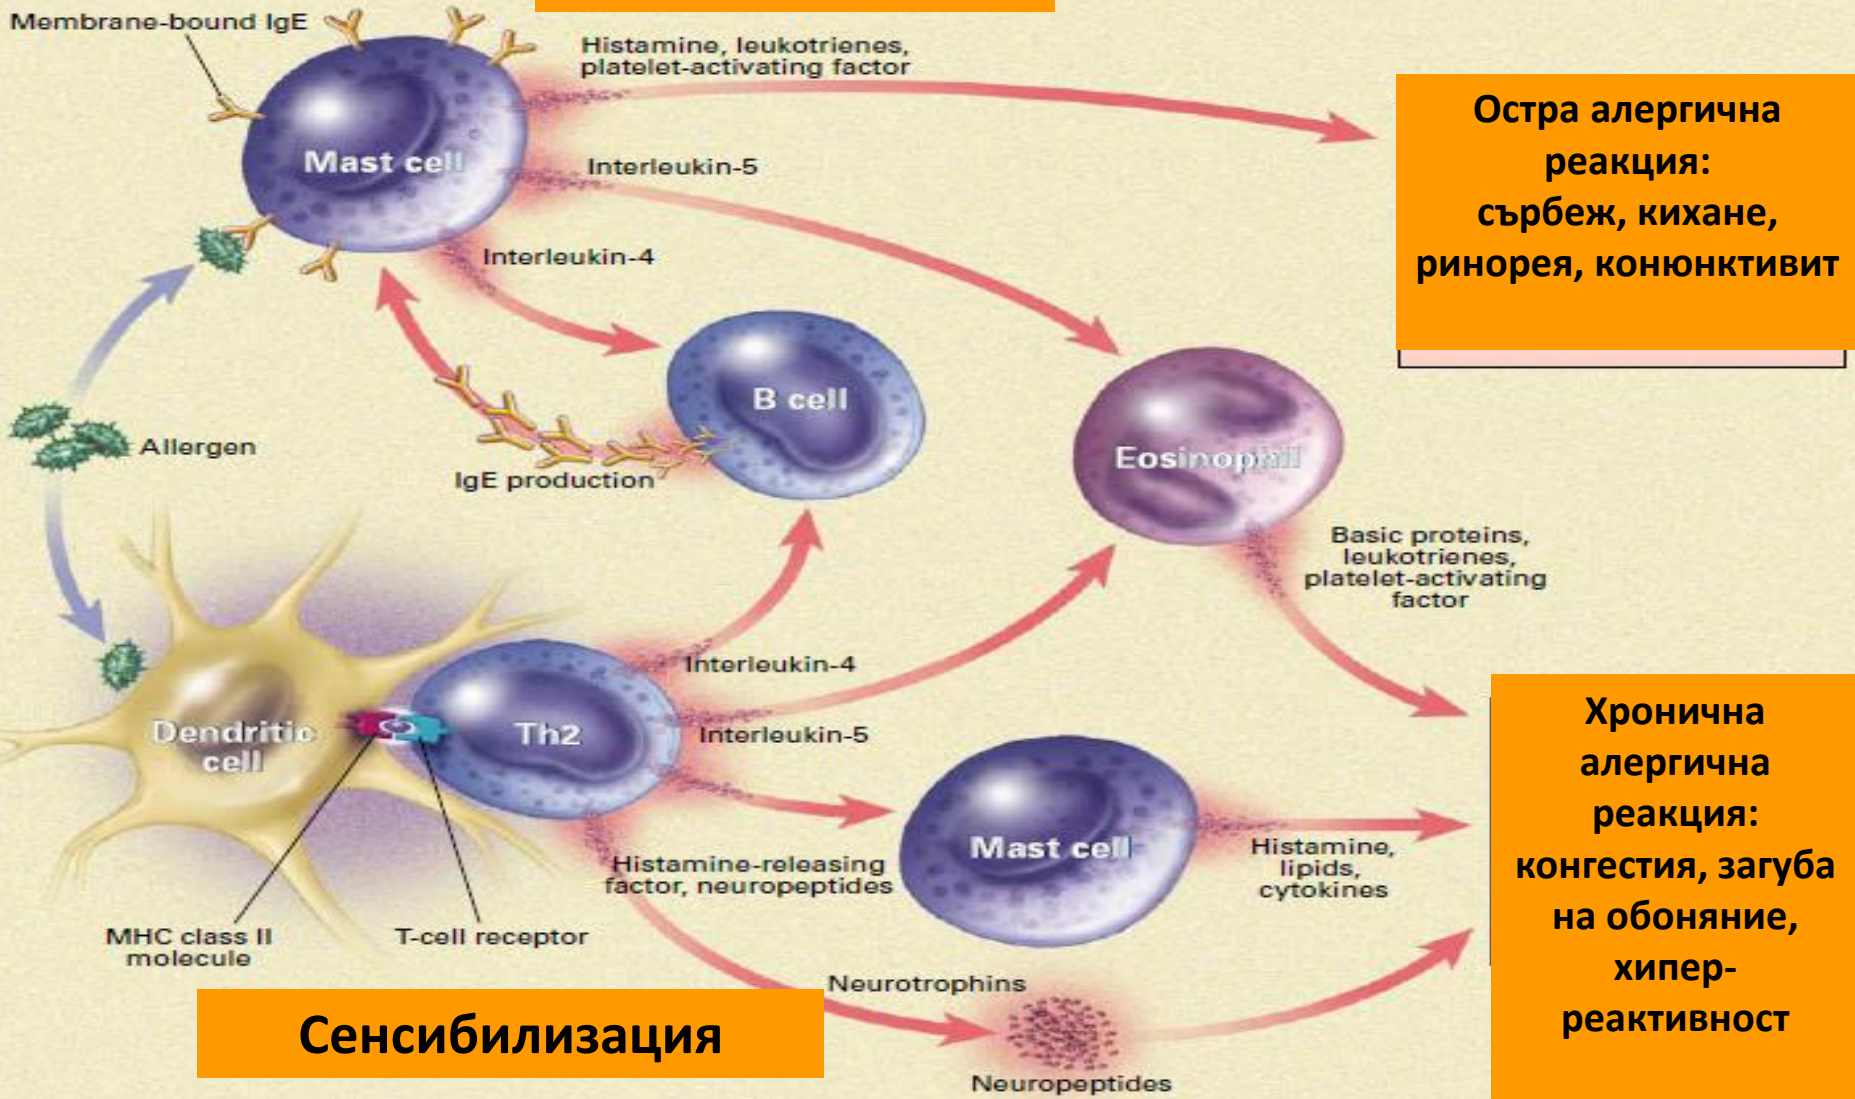 Membrane-bound IgE
Histamine, leukotrienes,
platelet-activating factor
Mast cell
Interleukin-5
Interleukin-4
Остра алергична
реакция:
сърбеж, кихане,
ринорея, конюнктивит
B cell
Allergen
IgE production
Eosinophil
Basic proteins,
leukotrienes,
platelet-activating
factor
Interleukin-4
Interleukin-5
Dendritic
cell
Th2
Mast cell
Histamine,
lipids,
cytokines
Histamine-releasing
factor, neuropeptides
MHC class II
molecule
T-cell receptor
Хронична
алергична
реакция:
конгестия, загуба
на обоняние,
хипер-
реактивност
Neurotrophins
Сенсибилизация
Neuropeptides